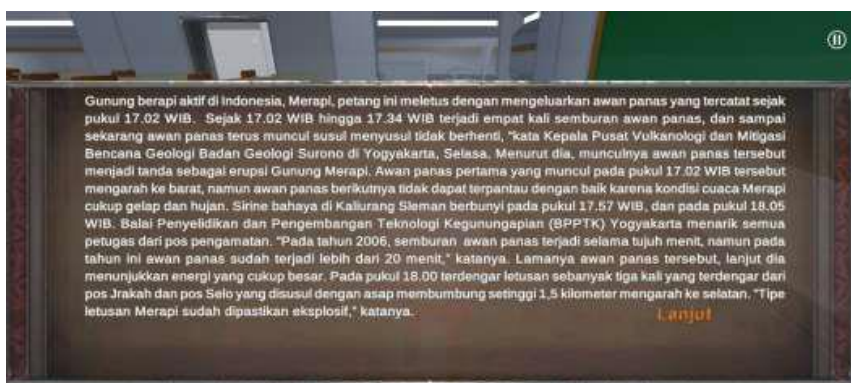 Gunung berapi aktif di Indonesia, Merapi, petang ini meletus dengan mengeluarkan awan panas yang tercatat sejak
pukul 17.02 WIB.  Sejak 17.02 WIB hingga 17.34 WIB terjadi empat kali semburan awan panas, dan sampai
sekarang awan panas terus muncul susul menyusul tidak berhenti, "kata Kepala Pusat Vulkanologi dan Mitigasi
Bencana Geologi Badan Geologi Surono di Yogyakarta, Selasa. Menurut dia, munculnya awan panas tersebut
menjadi tanda sebagai erupsi Gunung Merapi. Awan panas pertama yang muncul pada pukul 17.02 WIB tersebut
mengarah ke barat, namun awan panas berikutnya tidak dapat terpantau dengan baik karena kondisi cuaca Merapi
cukup gelap dan hujan. Sirine bahaya di Kaliurang Sleman berbunyi pada pukul 17.57 WIB, dan pada pukul 18.05
WIB. Balai Penyelidikan dan Pengembangan Teknologi Kegunungapian (BPPTK) Yogyakarta menarik semua
petugas dari pos pengamatan. "Pada tahun 2006, semburan  awan panas terjadi selama tujuh menit, namun pada
tahun ini awan panas sudah terjadi lebih dari 20 menit," katanya. Lamanya awan panas tersebut, lanjut dia
menunjukkan energi yang cukup besar. Pada pukul 18.00 terdengar letusan sebanyak tiga kali yang terdengar dari
pos Jrakah dan pos Selo yang disusul dengan asap membumbung setinggi 1,5 kilometer mengarah ke selatan. "Tipe
letusan Merapi sudah dipastikan eksplosif," katanya.
Lanjut